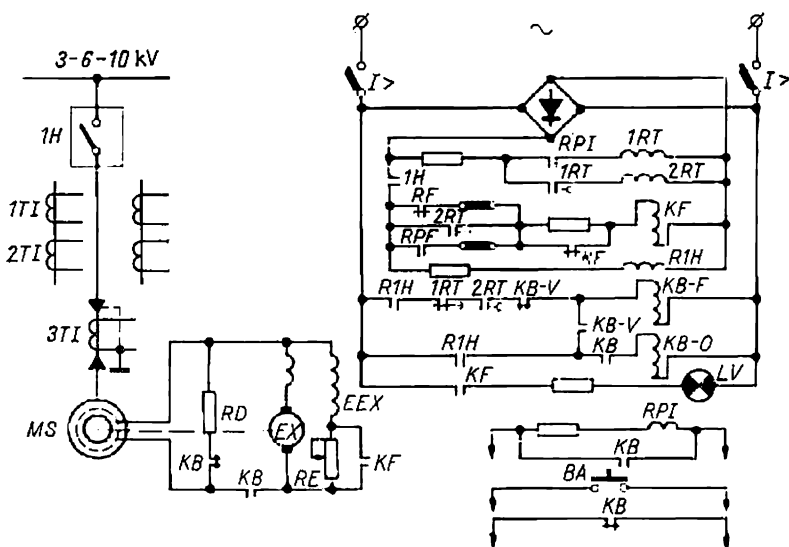 3-6-10 kV
1H
1TI
2TI
3TI
MS
RD
KB
KB
EX
RE
EEX
KF
I>
~
I>
RPI
1RT
1H
1RT
2RT
RF
2RT
KF
RPF
KF
R1H
R1H
1RT
2RT
KB-V
KB-F
KB-V
R1H
KB
KB-O
KF
LV
RPI
KB
BA
KB